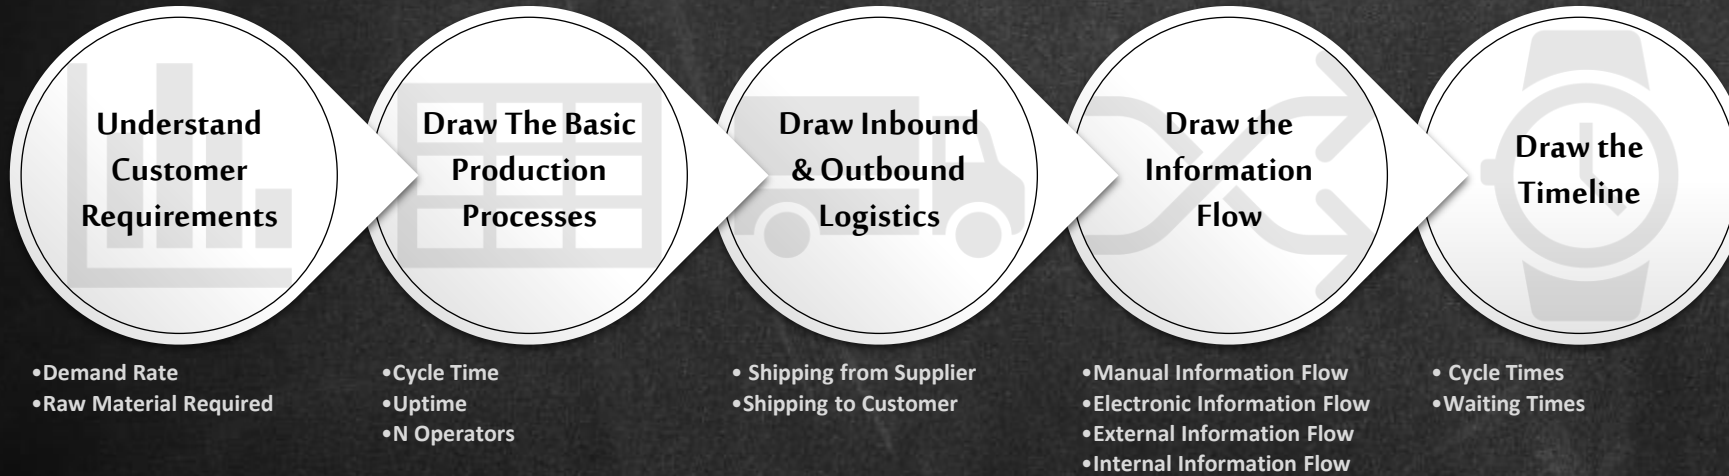 Understand
Customer
Requirements
•Demand Rate
•Raw Material Required
Draw The Basic
Production
Processes
•Cycle Time
•Uptime
•N Operators
Draw Inbound
& Outbound
Logistics
• Shipping from Supplier
•Shipping to Customer
Draw the
Information
Flow
•Manual Information Flow
•Electronic Information Flow
•External Information Flow
•Internal Information Flow
Draw the
Timeline
• Cycle Times
•Waiting Times